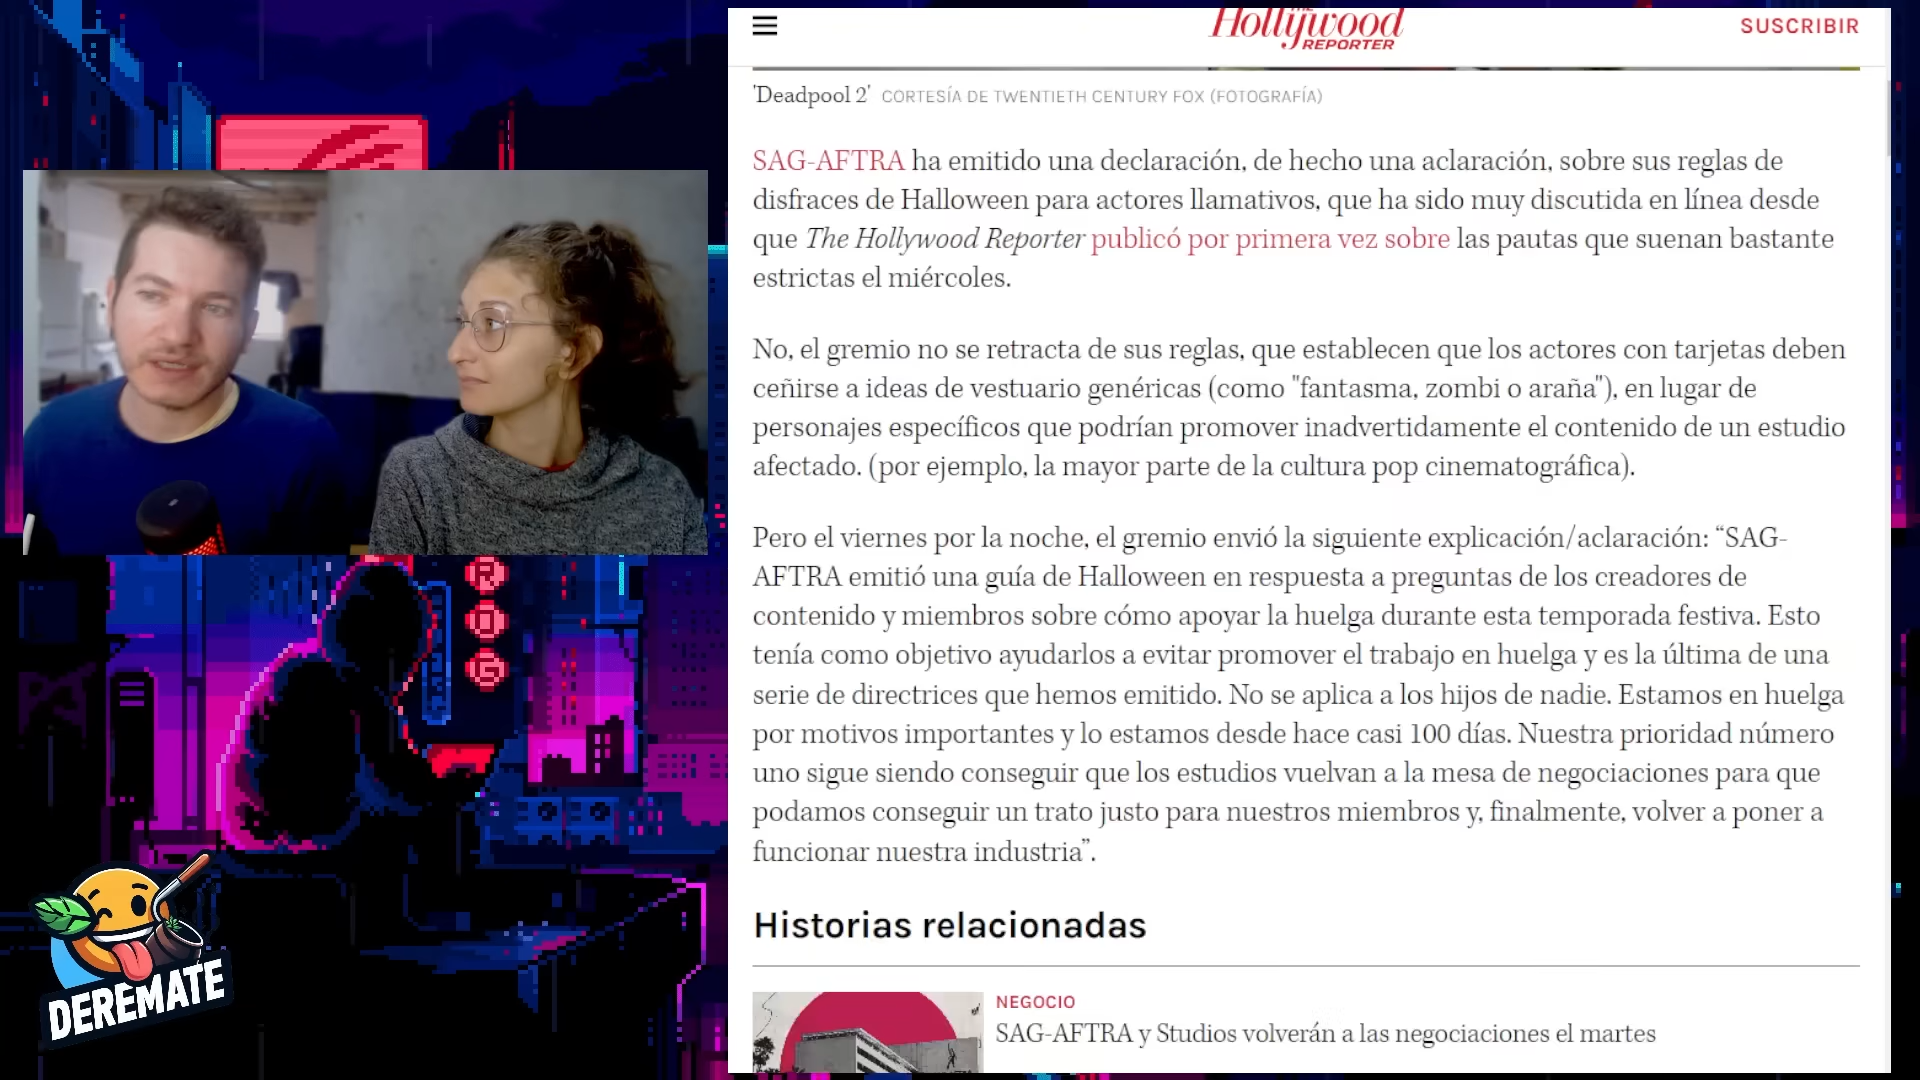 THE
Hollywood
REPORTER
SUSCRIBIR
'Deadpool 2' CORTESÍA DE TWENTIETH CENTURY FOX (FOTOGRAFÍA)
SAG-AFTRA ha emitido una declaración, de hecho una aclaración, sobre sus reglas de
disfraces de Halloween para actores llamativos, que ha sido muy discutida en línea desde
que The Hollywood Reporter publicó por primera vez sobre las pautas que suenan bastante
estrictas el miércoles.
No, el gremio no se retracta de sus reglas, que establecen que los actores con tarjetas deben
ceñirse a ideas de vestuario genéricas (como "fantasma, zombi o araña"), en lugar de
personajes específicos que podrían promover inadvertidamente el contenido de un estudio
afectado. (por ejemplo, la mayor parte de la cultura pop cinematográfica).
Pero el viernes por la noche, el gremio envió la siguiente explicación/aclaración: “SAG-
AFTRA emitió una guía de Halloween en respuesta a preguntas de los creadores de
contenido y miembros sobre cómo apoyar la huelga durante esta temporada festiva. Esto
tenía como objetivo ayudarlos a evitar promover el trabajo en huelga y es la última de una
serie de directrices que hemos emitido. No se aplica a los hijos de nadie. Estamos en huelga
por motivos importantes y lo estamos desde hace casi 100 días. Nuestra prioridad número
uno sigue siendo conseguir que los estudios vuelvan a la mesa de negociaciones para que
podamos conseguir un trato justo para nuestros miembros y, finalmente, volver a poner a
funcionar nuestra industria”.
Historias relacionadas
NEGOCIO
SAG-AFTRA y Studios volverán a las negociaciones el martes
R
I
G
DEREMATE